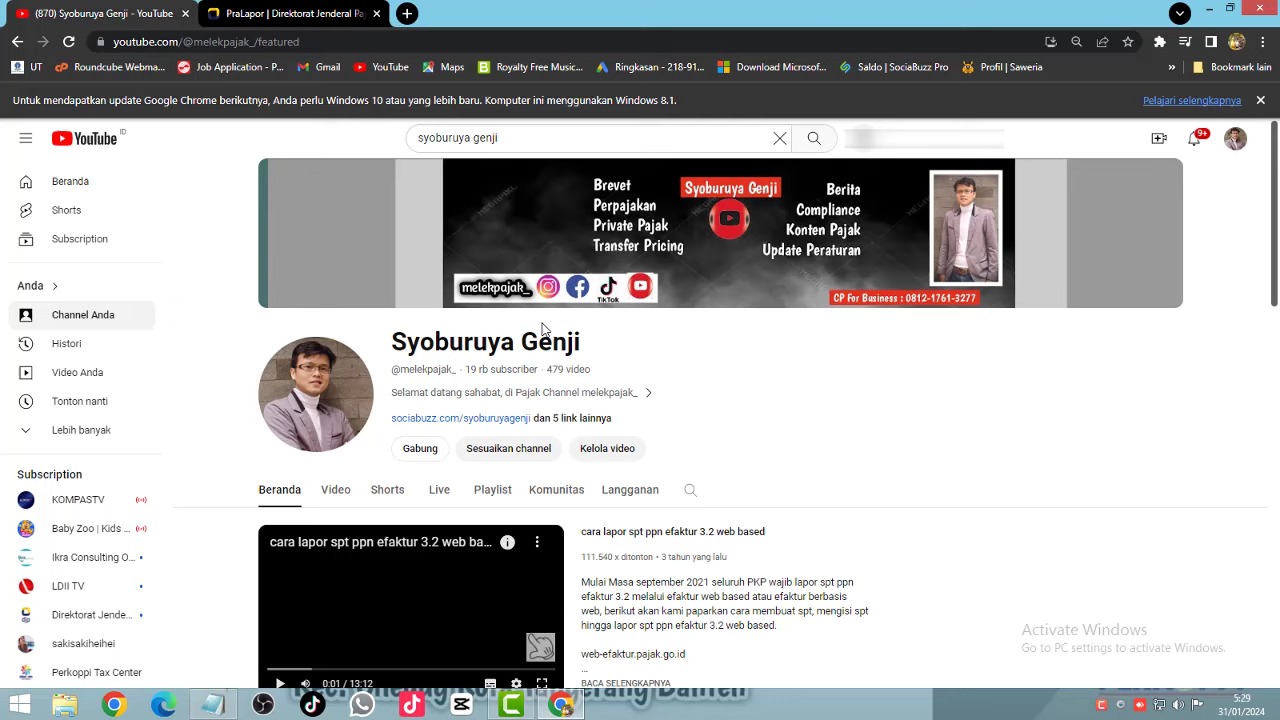 (870) Syoburuya Genji - YouTube
PraLapor | Direktorat Jenderal Pa
youtube.com/@melekpajak_/featured
UT
Roundcube Webma...
Job Application - P...
Gmail
YouTube
Maps
Royalty Free Music...
Ringkasan - 218-91...
Download Microsof...
Saldo | SociaBuzz Pro
Profil | Saweria
»
Bookmark lain
Untuk mendapatkan update Google Chrome berikutnya, Anda perlu Windows 10 atau yang lebih baru. Komputer ini menggunakan Windows 8.1.
Pelajari selengkapnya
YouTube ID
syoburuya genji
9+
Brevet
Perpajakan
Private Pajak
Transfer Pricing
Syoburuya Genji
Berita
Compliance
Konten Pajak
Update Peraturan
melekpajak_
TikTok
CP For Business : 0812-1761-3277
Beranda
Shorts
Subscription
Anda
Channel Anda
Histori
Video Anda
Tonton nanti
Lebih banyak
Subscription
KOMPASTV
Baby Zoo | Kids ...
Ikra Consulting O...
LDII TV
Direktorat Jende...
sakisakiheihei
Perkoppi Tax Center
Syoburuya Genji
@melekpajak_ · 19 rb subscriber · 479 video
Selamat datang sahabat, di Pajak Channel melekpajak_
sociabuzz.com/syoburuyagenji dan 5 link lainnya
Gabung
Sesuaikan channel
Kelola video
Beranda
Video
Shorts
Live
Playlist
Komunitas
Langganan
cara lapor spt ppn efaktur 3.2 web ba...
0:01 / 13:12
cara lapor spt ppn efaktur 3.2 web based
111.540 x ditonton • 3 tahun yang lalu
Mulai Masa september 2021 seluruh PKP wajib lapor spt ppn
efaktur 3.2 melalui efaktur web based atau efaktur berbasis
web, berikut akan kami paparkan cara membuat spt, mengisi spt
hingga lapor spt ppn efaktur 3.2 web based.
web-efaktur.pajak.go.id
...
BACA SELENGKAPNYA
Activate Windows
Go to PC settings to activate Windows.
5:29
31/01/2024